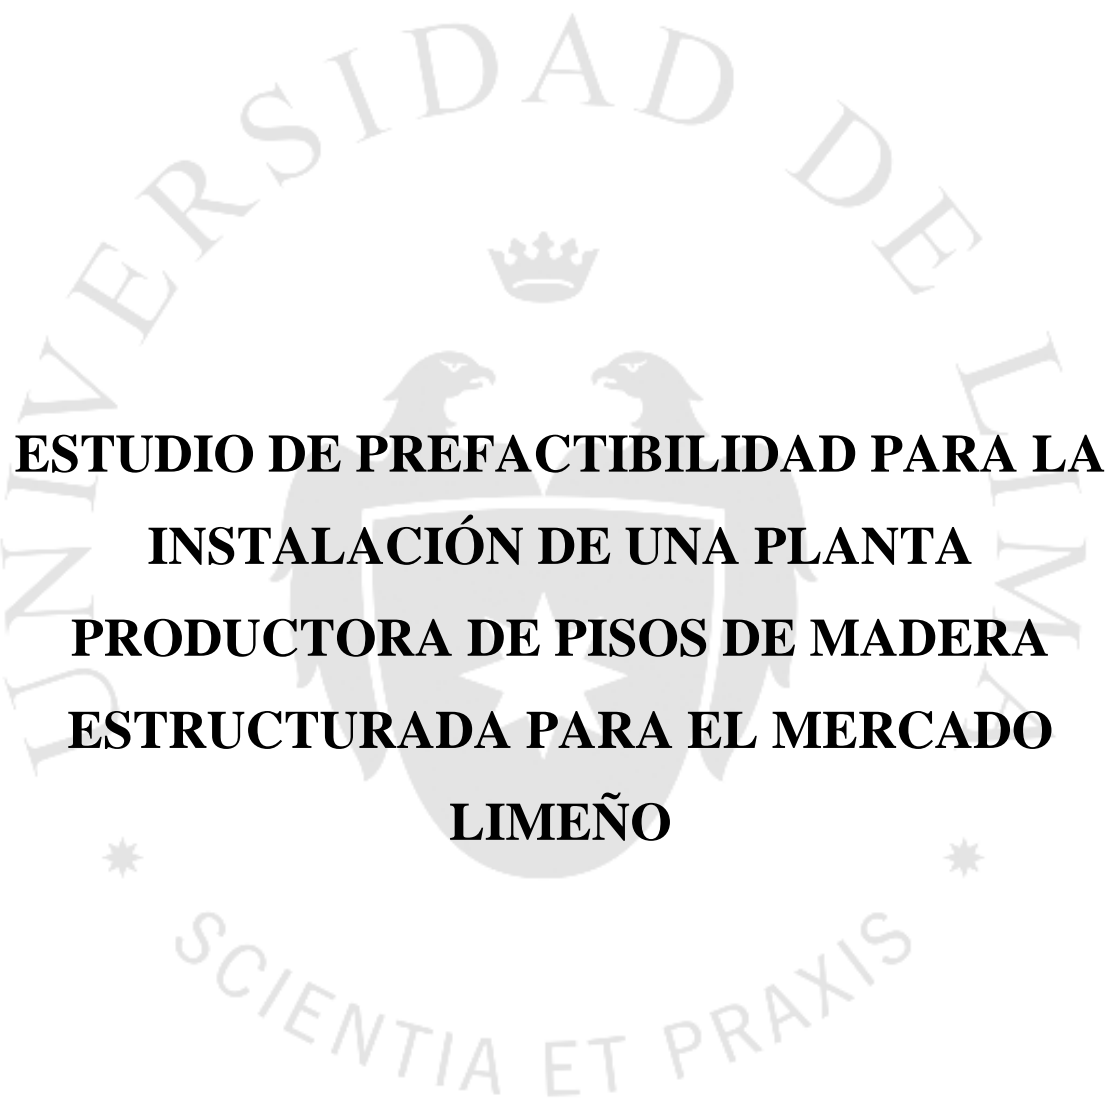 UNIVERSIDAD DE LIMA
ESTUDIO DE PREFACTIBILIDAD PARA LA
INSTALACIÓN DE UNA PLANTA
PRODUCTORA DE PISOS DE MADERA
ESTRUCTURADA PARA EL MERCADO
LIMEÑO
SCIENTIA ET PRAXIS